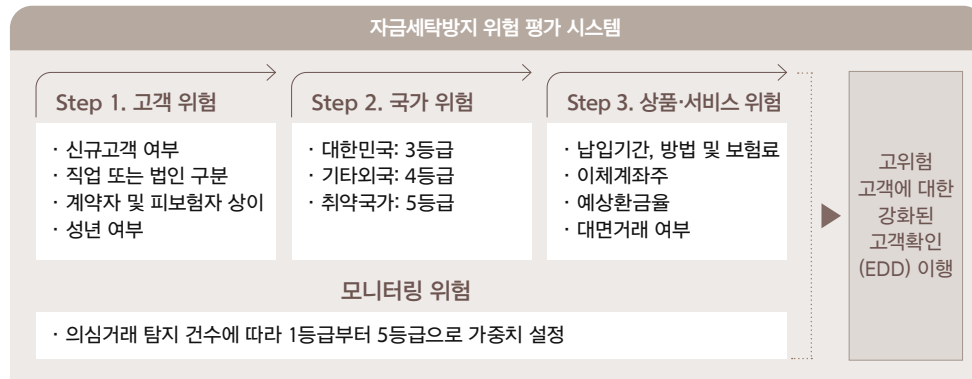 자금세탁방지 위험 평가 시스템
Step 1. 고객 위험
· 신규고객 여부
· 직업 또는 법인 구분
· 계약자 및 피보험자 상이
· 성년 여부
Step 2. 국가 위험
· 대한민국: 3등급
· 기타외국: 4등급
· 취약국가: 5등급
Step 3. 상품·서비스 위험
· 납입기간, 방법 및 보험료
· 이체계좌주
· 예상환금율
· 대면거래 여부
모니터링 위험
· 의심거래 탐지 건수에 따라 1등급부터 5등급으로 가중치 설정
고위험
고객에 대한
강화된
고객확인
(EDD) 이행